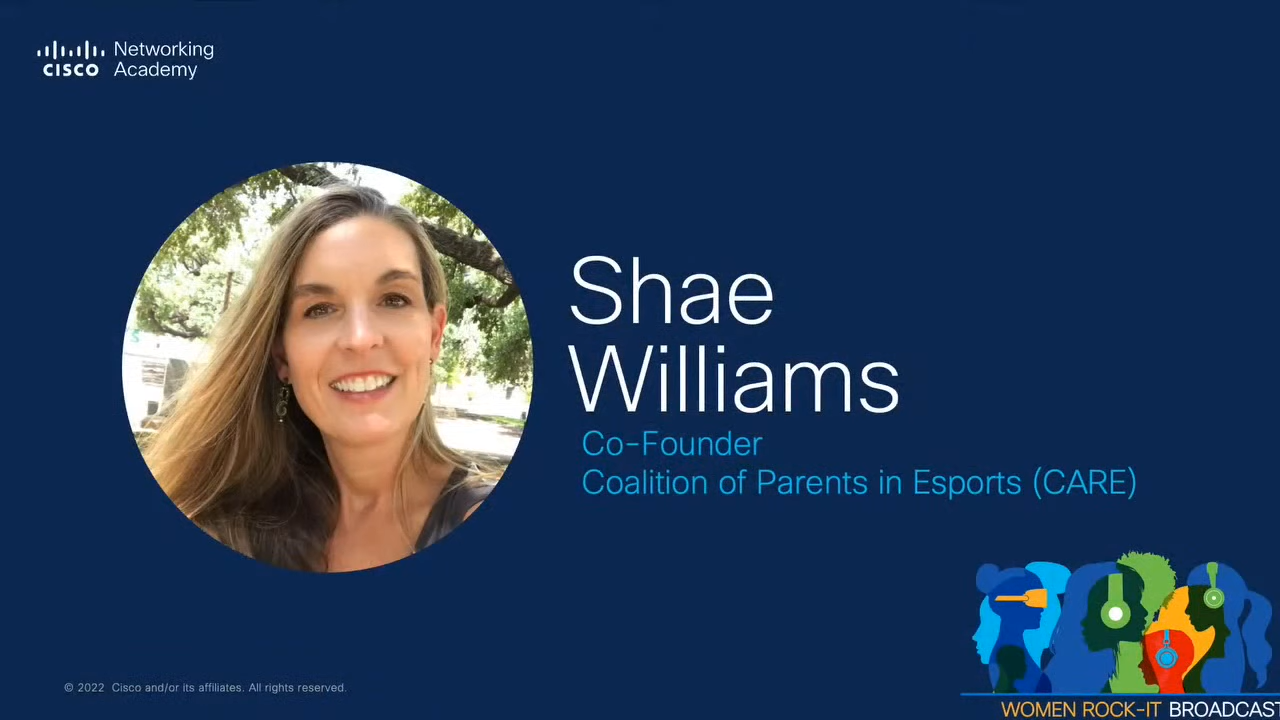 CISCO
Networking
Academy
Shae
Williams
Co-Founder
Coalition of Parents in Esports (CARE)
© 2022 Cisco and/or its affiliates. All rights reserved.
WOMEN ROCK-IT BROADCAST